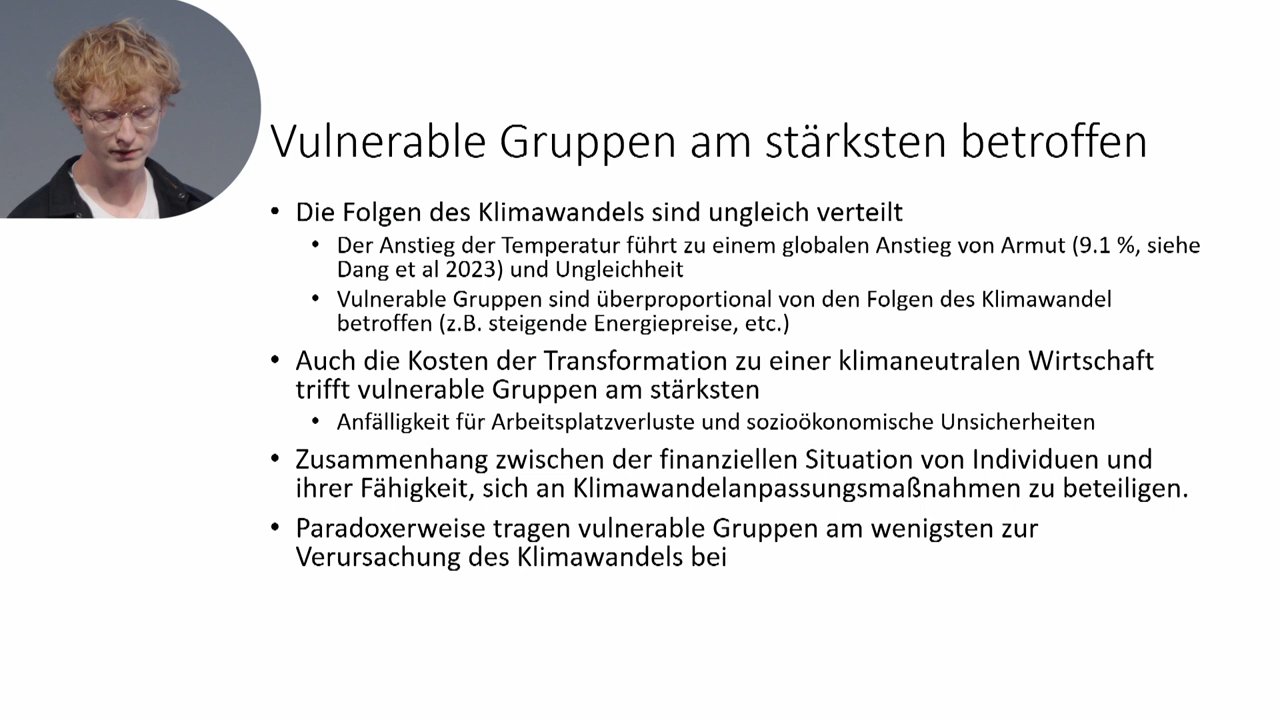 Vulnerable Gruppen am stärksten betroffen
• Die Folgen des Klimawandels sind ungleich verteilt
• Der Anstieg der Temperatur führt zu einem globalen Anstieg von Armut (9.1 %, siehe
Dang et al 2023) und Ungleichheit
• Vulnerable Gruppen sind überproportional von den Folgen des Klimawandel
betroffen (z.B. steigende Energiepreise, etc.)
• Auch die Kosten der Transformation zu einer klimaneutralen Wirtschaft
trifft vulnerable Gruppen am stärksten
• Anfälligkeit für Arbeitsplatzverluste und sozioökonomische Unsicherheiten
• Zusammenhang zwischen der finanziellen Situation von Individuen und
ihrer Fähigkeit, sich an Klimawandelanpassungsmaßnahmen zu beteiligen.
• Paradoxerweise tragen vulnerable Gruppen am wenigsten zur
Verursachung des Klimawandels bei